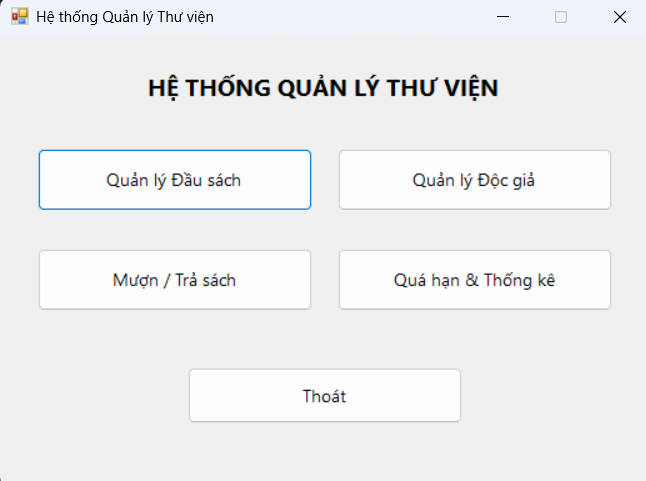 Hệ thống Quản lý Thư viện
HỆ THỐNG QUẢN LÝ THƯ VIỆN
Quản lý Đầu sách
Quản lý Độc giả
Mượn / Trả sách
Quá hạn & Thống kê
Thoát